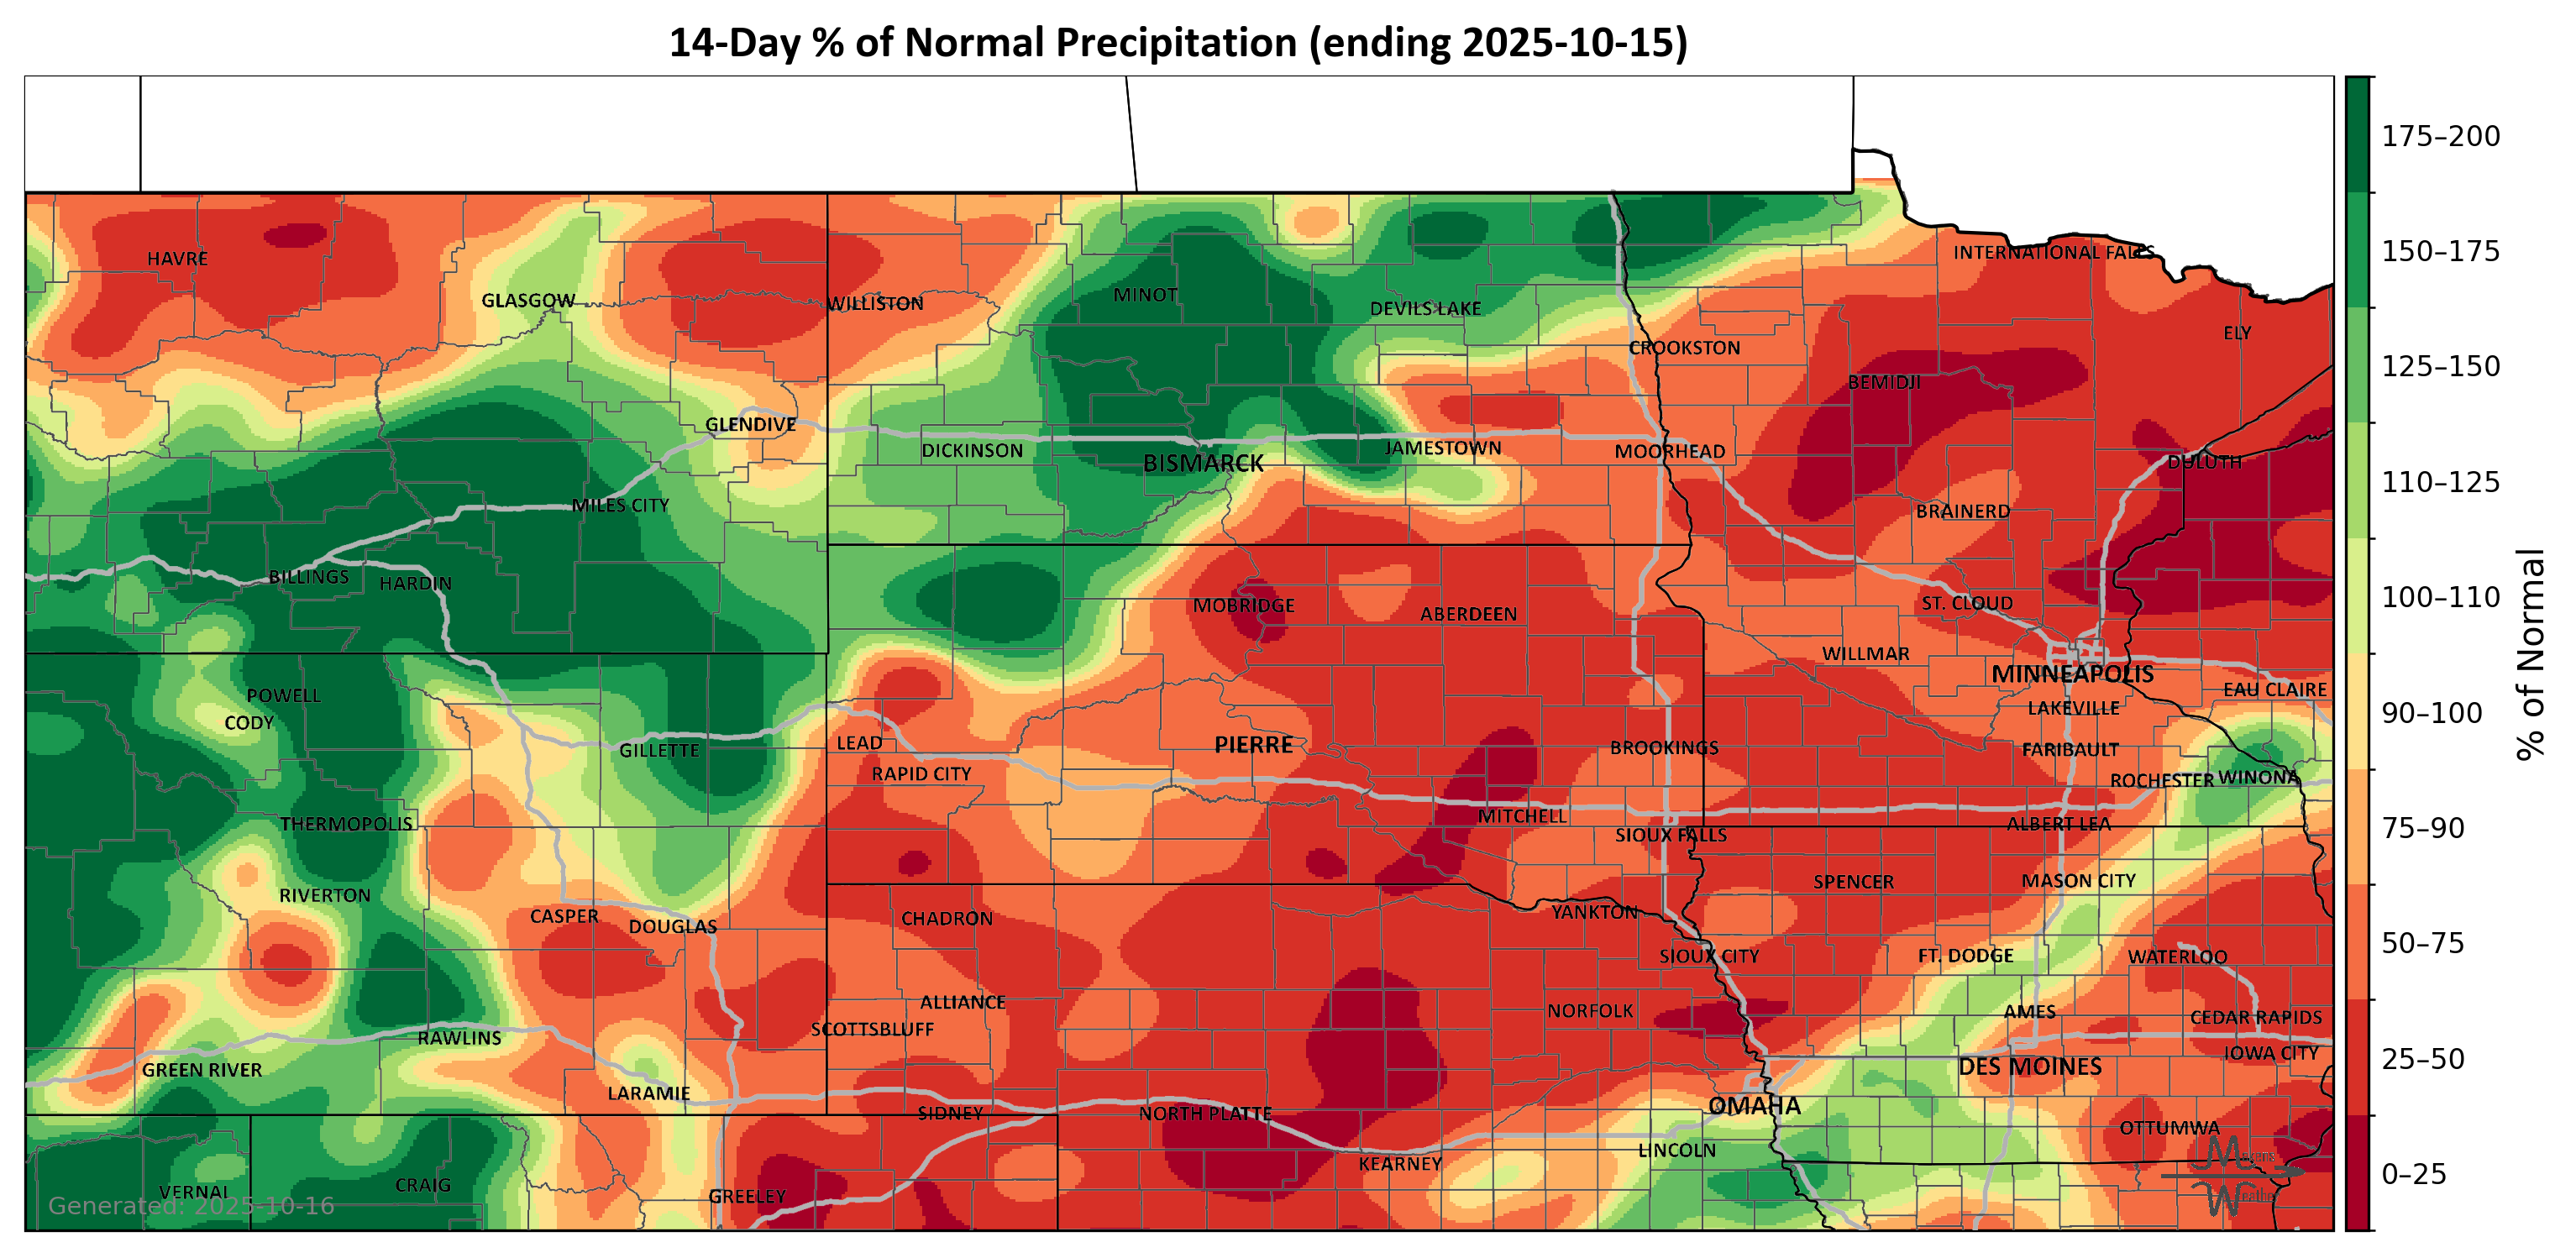 14-Day % of Normal Precipitation (ending 2025-10-15)
175–200
150–175
125–150
110–125
100–110
90–100
75–90
50–75
25–50
0–25
% of Normal
HAVRE
INTERNATIONAL FALLS
GLASGOW
WILLISTON
MINOT
DEVILS LAKE
ELY
CROOKSTON
BEMIDJI
GLENDIVE
DICKINSON
BISMARCK
JAMESTOWN
MOORHEAD
DULUTH
MILES CITY
BRAINERD
BILLINGS
HARDIN
MOBRIDGE
ABERDEEN
ST. CLOUD
WILLMAR
MINNEAPOLIS
POWELL
EAU CLAIRE
CODY
LAKEVILLE
GILLETTE
LEAD
PIERRE
BROOKINGS
FARIBAULT
RAPID CITY
ROCHESTER
WINONA
THERMOPOLIS
MITCHELL
SIOUX FALLS
ALBERT LEA
RIVERTON
SPENCER
MASON CITY
CASPER
DOUGLAS
CHADRON
YANKTON
SIOUX CITY
FT. DODGE
WATERLOO
ALLIANCE
NORFOLK
AMES
CEDAR RAPIDS
SCOTTSBLUFF
RAWLINS
IOWA CITY
GREEN RIVER
LARAMIE
DES MOINES
SIDNEY
NORTH PLATTE
OMAHA
OTTUMWA
LINCOLN
KEARNEY
VERNAL
CRAIG
GREELEY
Generated: 2025-10-16
Mavens
Weather